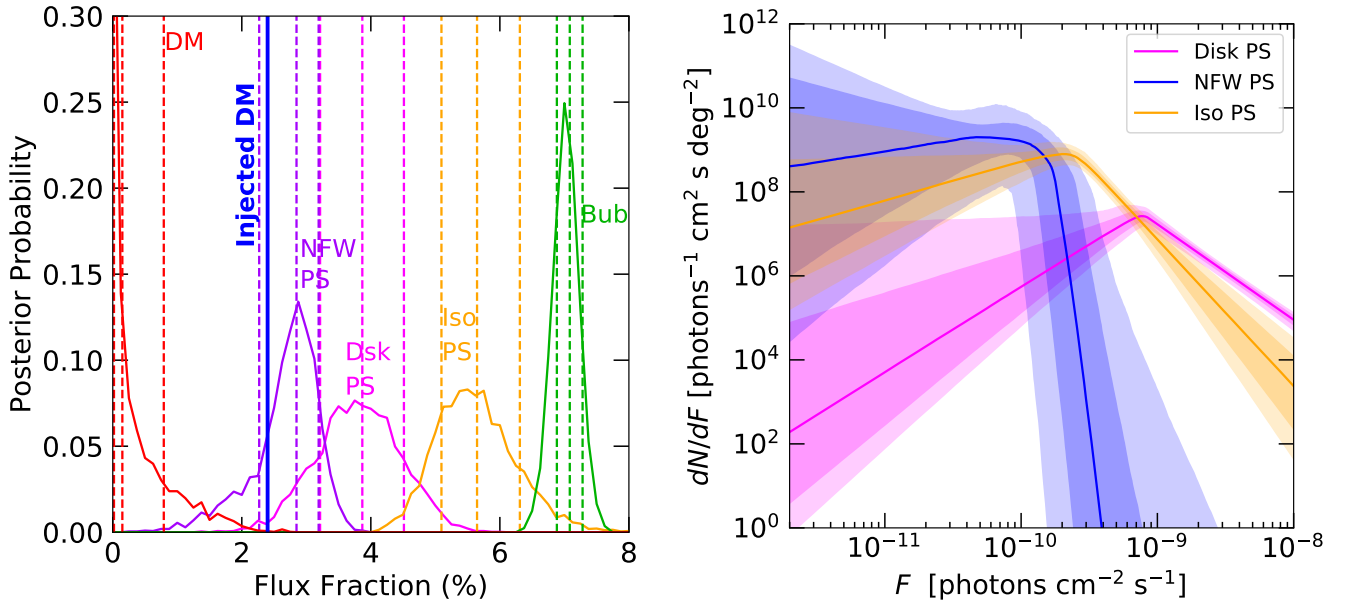 0.30
0.25
0.20
0.15
0.10
0.05
0.00
Posterior Probability
DM
Injected DM
NFW
PS
Dsk
PS
Iso
PS
Bub
0 2 4 6 8
Flux Fraction (%)
10¹²
10¹⁰
10⁸
10⁶
10⁴
10²
10⁰
dN/dF [photons⁻¹ cm² s deg⁻²]
Disk PS
NFW PS
Iso PS
10⁻¹¹ 10⁻¹⁰ 10⁻⁹ 10⁻⁸
F [photons cm⁻² s⁻¹]